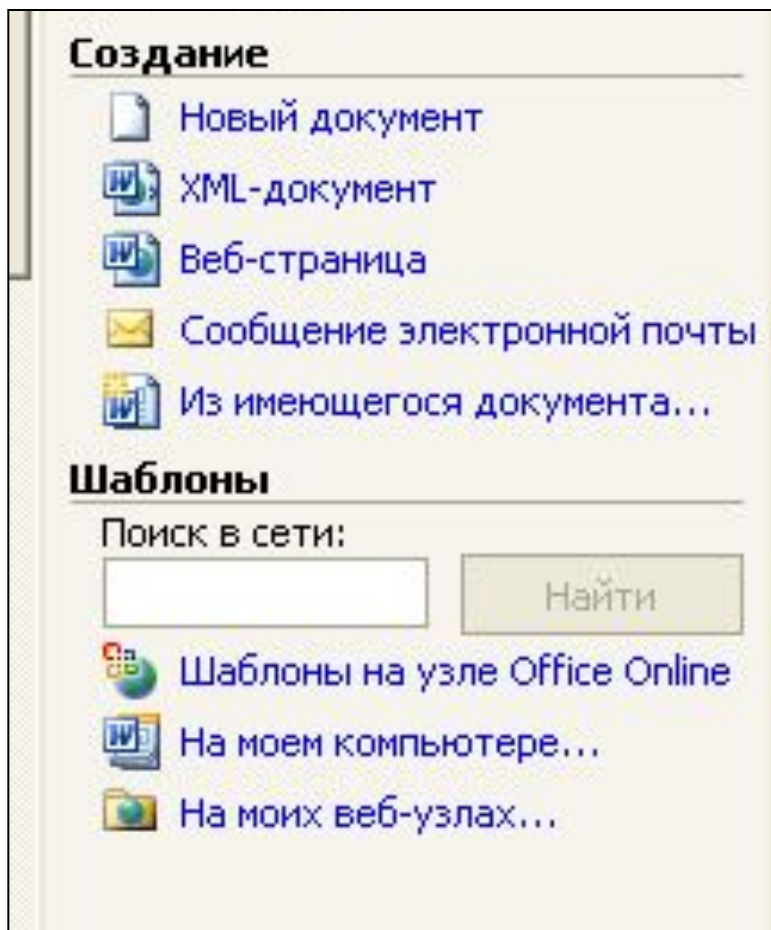 Создание
Новый документ
XML-документ
Веб-страница
Сообщение электронной почты
Из имеющегося документа...
Шаблоны
Поиск в сети:
Найти
Шаблоны на узле Office Online
На моем компьютере...
На моих веб-узлах...